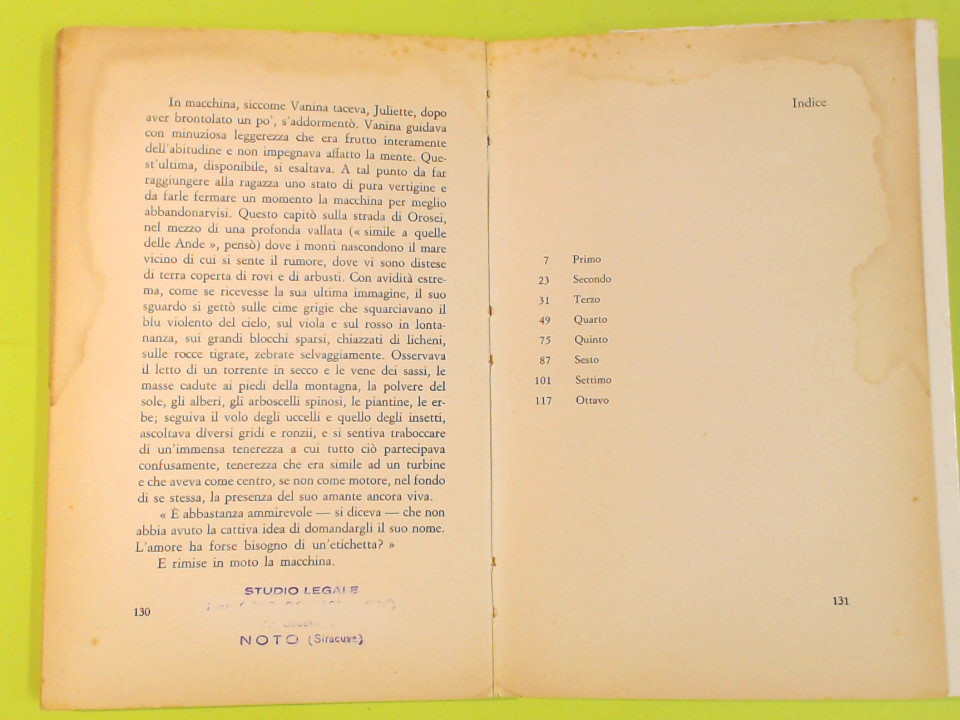 In macchina, siccome Vanina taceva, Juliette, dopo
aver brontolato un po', s'addormentò. Vanina guidava
con minuziosa leggerezza che era frutto interamente
dell'abitudine e non impegnava affatto la mente. Que-
st'ultima, disponibile, si esaltava. A tal punto da far
raggiungere alla ragazza uno stato di pura vertigine e
da farle fermare un momento la macchina per meglio
abbandonarvisi. Questo capitò sulla strada di Orosei,
nel mezzo di una profonda vallata (« simile a quelle
delle Ande », pensò) dove i monti nascondono il mare
vicino di cui si sente il rumore, dove vi sono distese
di terra coperta di rovi e di arbusti. Con avidità estre-
ma, come se ricevesse la sua ultima immagine, il suo
sguardo si gettò sulle cime grigie che squarciavano il
blu violento del cielo, sul viola e sul rosso in lonta-
nanza, sui grandi blocchi sparsi, chiazzati di licheni,
sulle rocce tigrate, zebrate selvaggiamente. Osservava
il letto di un torrente in secco e le vene dei sassi, le
masse cadute ai piedi della montagna, la polvere del
sole, gli alberi, gli arboscelli spinosi, le piantine, le er-
be; seguiva il volo degli uccelli e quello degli insetti,
ascoltava diversi gridi e ronzii, e si sentiva traboccare
di un'immensa tenerezza a cui tutto ciò partecipava
confusamente, tenerezza che era simile ad un turbine
e che aveva come centro, se non come motore, nel fondo
di se stessa, la presenza del suo amante ancora viva.
« È abbastanza ammirevole — si diceva — che non
abbia avuto la cattiva idea di domandargli il suo nome.
L'amore ha forse bisogno di un'etichetta? »
E rimise in moto la macchina.
STUDIO LEGALE
NOTO (Siracusa)
130
Indice
7 Primo
23 Secondo
31 Terzo
49 Quarto
75 Quinto
87 Sesto
101 Settimo
117 Ottavo
131